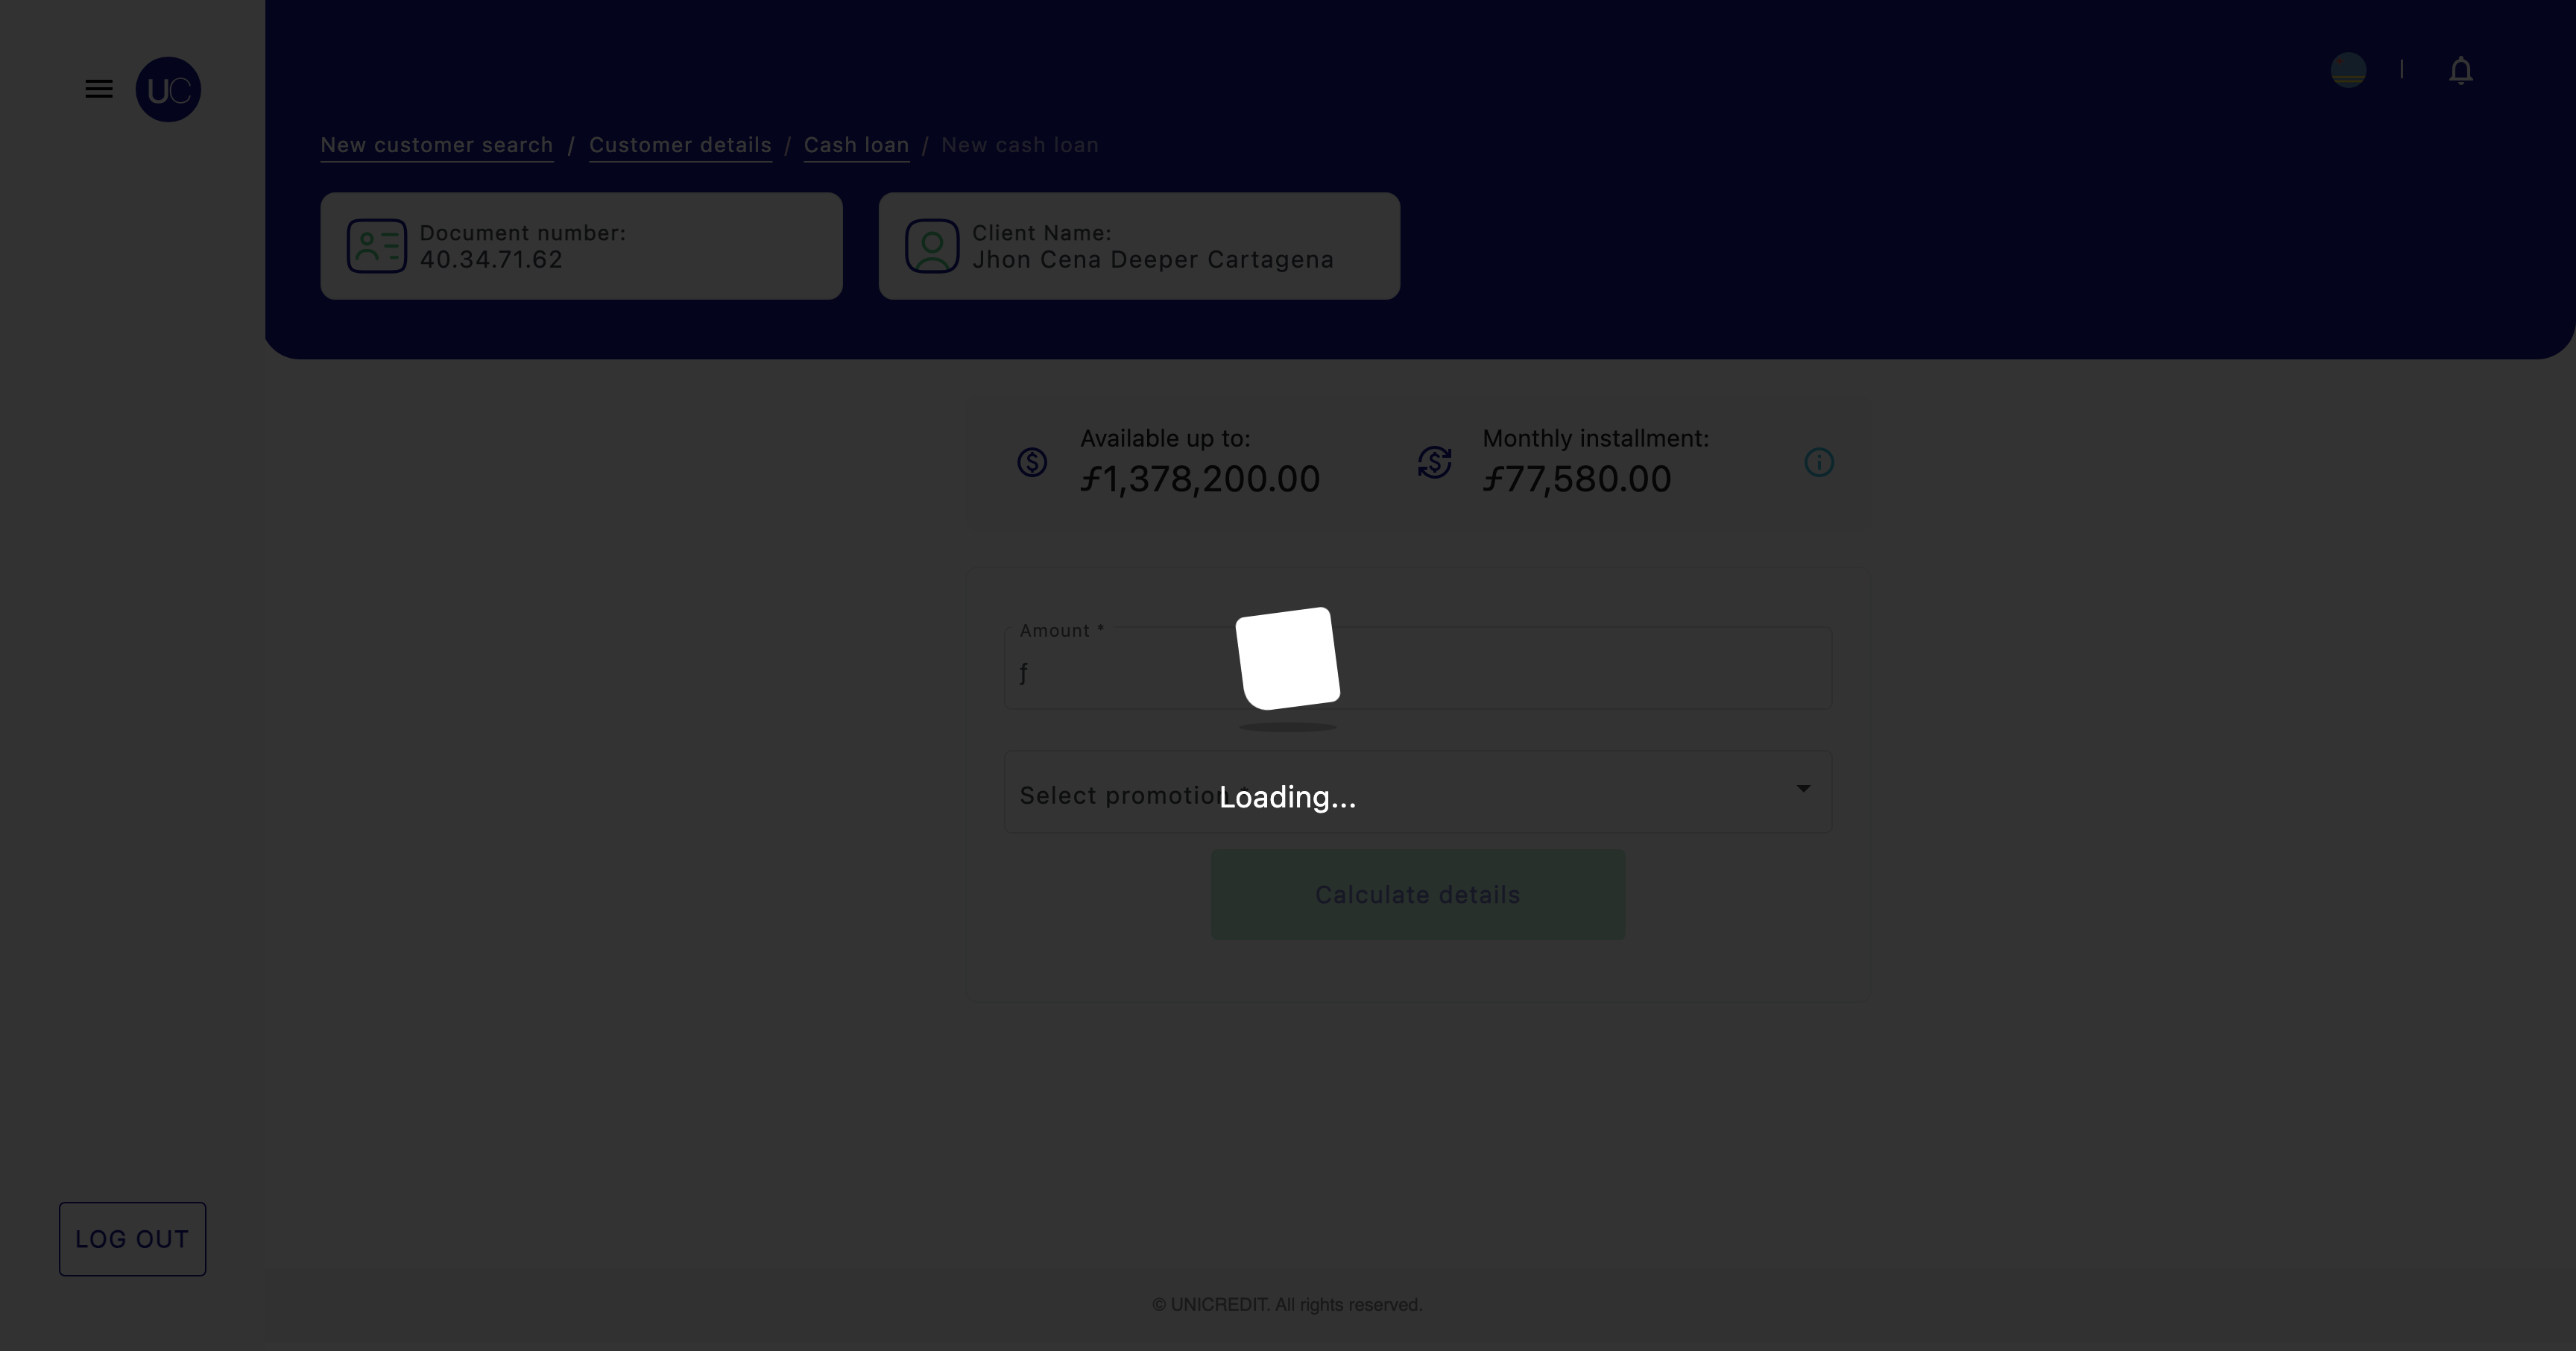 UC
New customer search / Customer details / Cash loan / New cash loan
Document number:
40.34.71.62
Client Name:
Jhon Cena Deeper Cartagena
Available up to:
ƒ1,378,200.00
Monthly installment:
ƒ77,580.00
Amount *
ƒ
Select promotion
Loading...
Calculate details
LOG OUT
© UNICREDIT. All rights reserved.